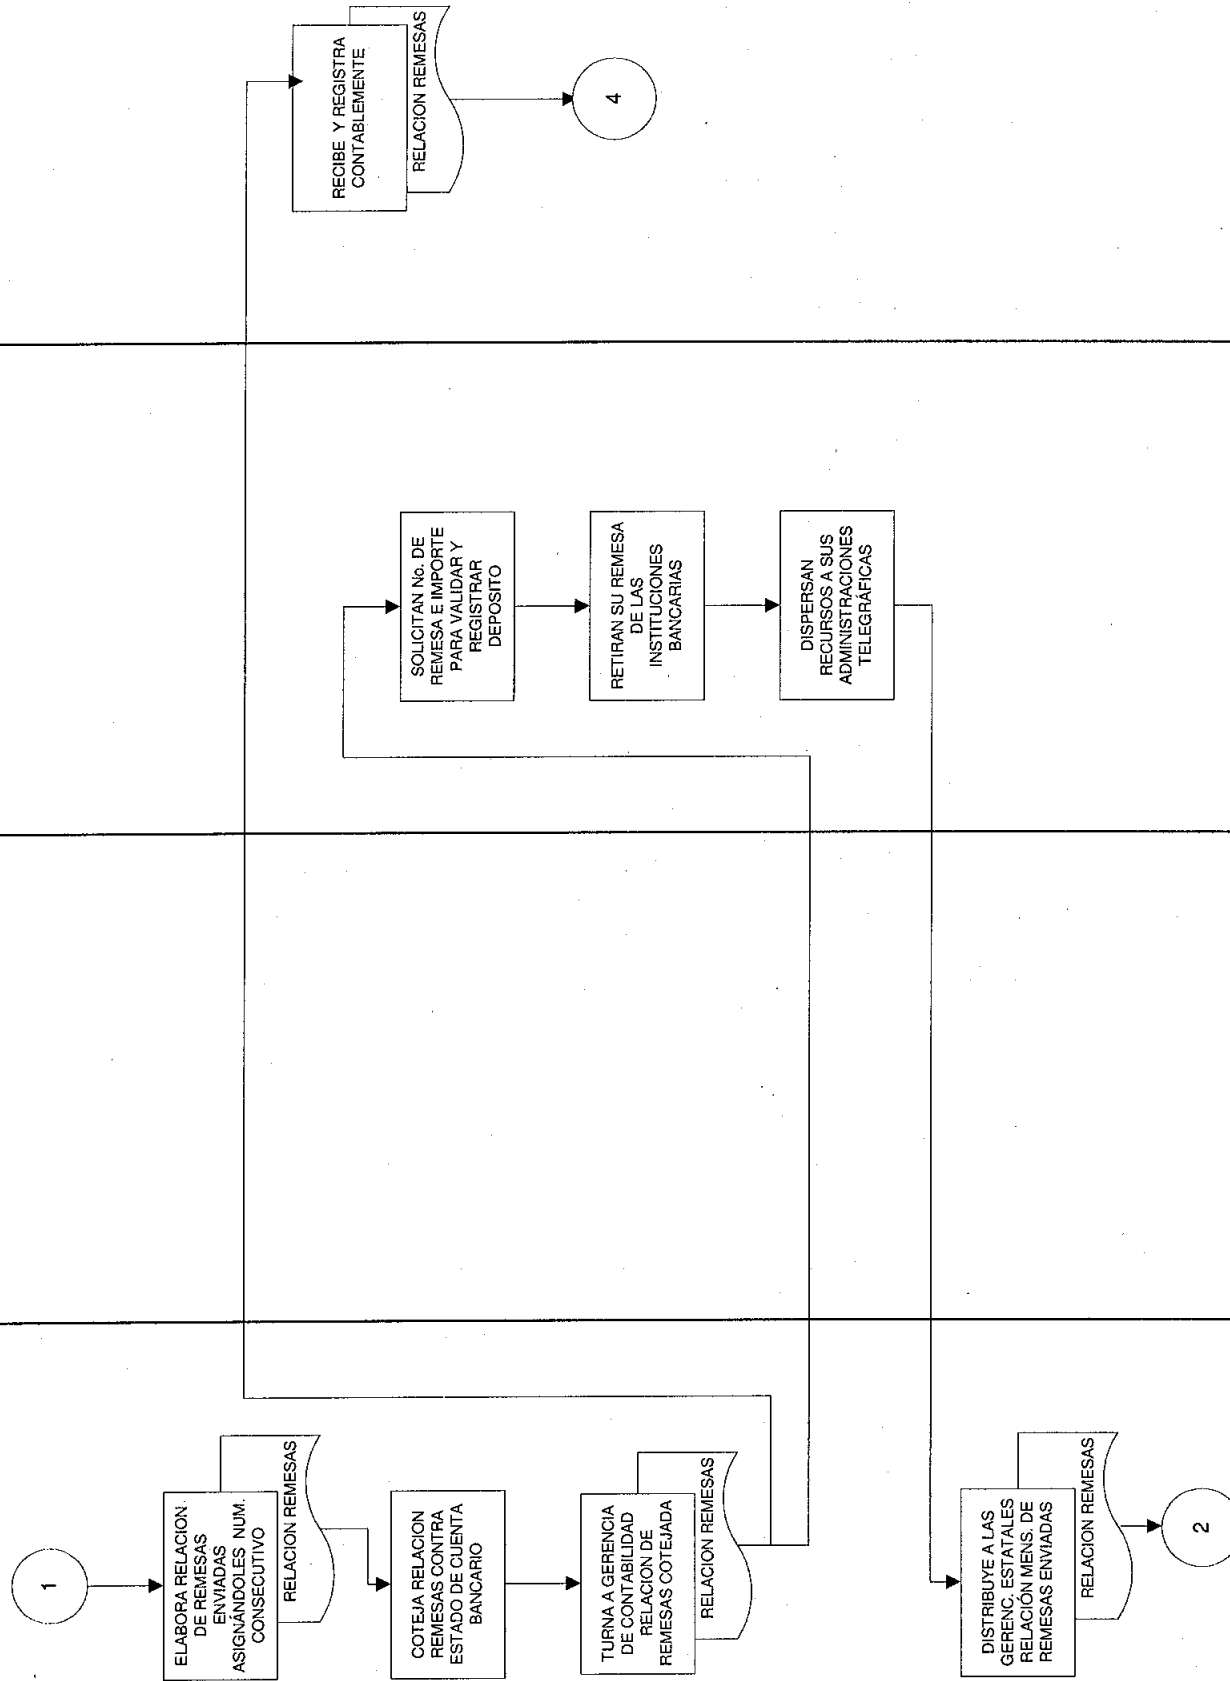 1
ELABORA RELACION
DE REMESAS
ENVIADAS
ASIGNÁNDOLES NUM.
CONSECUTIVO
RELACION REMESAS
COTEJA RELACION
REMESAS CONTRA
ESTADO DE CUENTA
BANCARIO
TURNA A GERENCIA
DE CONTABILIDAD
RELACION DE
REMESAS COTEJADA
RELACION REMESAS
DISTRIBUYE A LAS
GERENC. ESTATALES
RELACIÓN MENS. DE
REMESAS ENVIADAS
RELACION REMESAS
2
SOLICITAN No. DE
REMESA E IMPORTE
PARA VALIDAR Y
REGISTRAR
DEPOSITO
RETIRAN SU REMESA
DE LAS
INSTITUCIONES
BANCARIAS
DISPERSAN
RECURSOS A SUS
ADMINISTRACIONES
TELEGRÁFICAS
RECIBE Y REGISTRA
CONTABLEMENTE
RELACION REMESAS
4